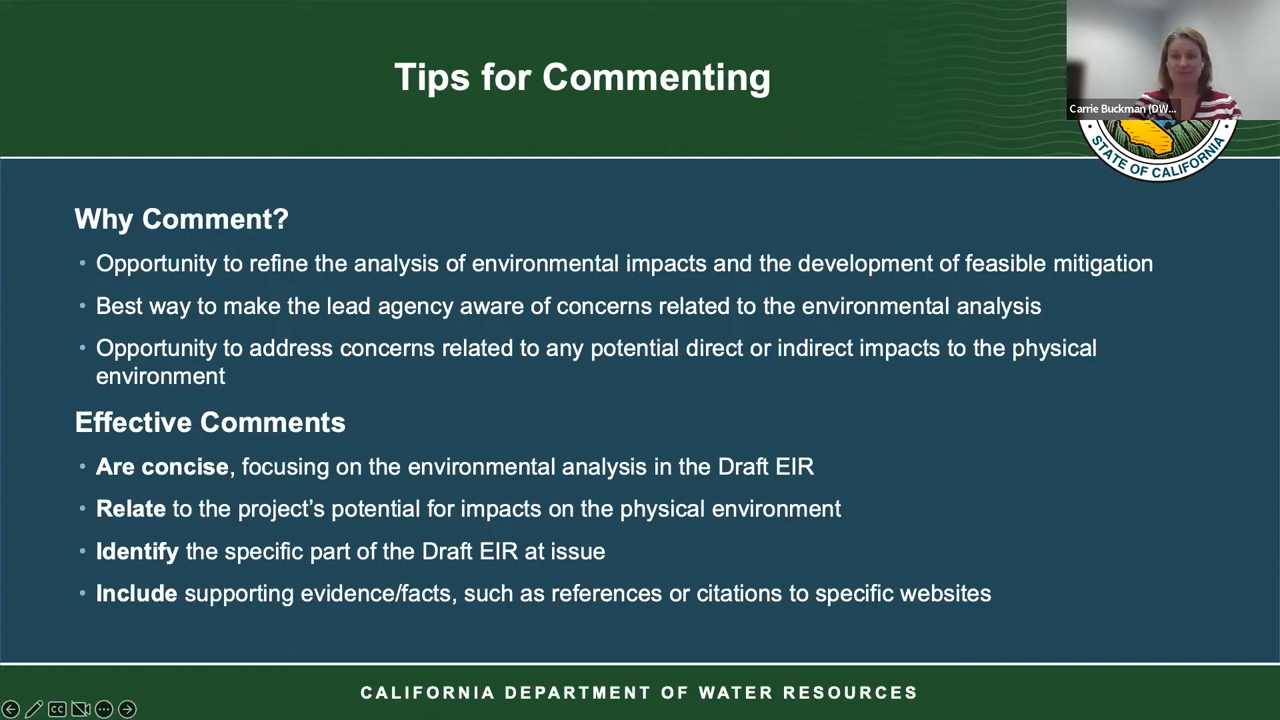 Tips for Commenting
Carrie Buckman (DW...
STATE OF CALIFORNIA
Why Comment?
• Opportunity to refine the analysis of environmental impacts and the development of feasible mitigation
• Best way to make the lead agency aware of concerns related to the environmental analysis
• Opportunity to address concerns related to any potential direct or indirect impacts to the physical
environment
Effective Comments
• Are concise, focusing on the environmental analysis in the Draft EIR
• Relate to the project’s potential for impacts on the physical environment
• Identify the specific part of the Draft EIR at issue
• Include supporting evidence/facts, such as references or citations to specific websites
CALIFORNIA DEPARTMENT OF WATER RESOURCES
CC